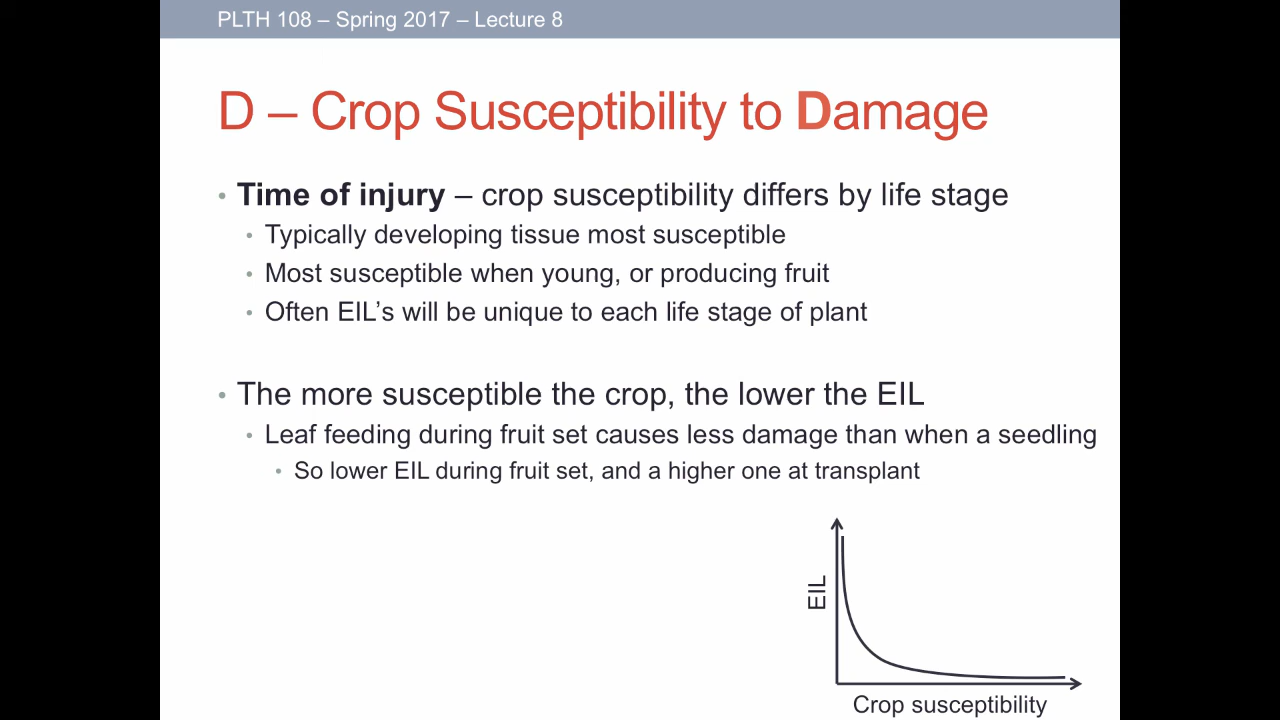 PLTH 108 – Spring 2017 – Lecture 8
D – Crop Susceptibility to Damage
• Time of injury – crop susceptibility differs by life stage
• Typically developing tissue most susceptible
• Most susceptible when young, or producing fruit
• Often EIL’s will be unique to each life stage of plant
• The more susceptible the crop, the lower the EIL
• Leaf feeding during fruit set causes less damage than when a seedling
• So lower EIL during fruit set, and a higher one at transplant
EIL
Crop susceptibility